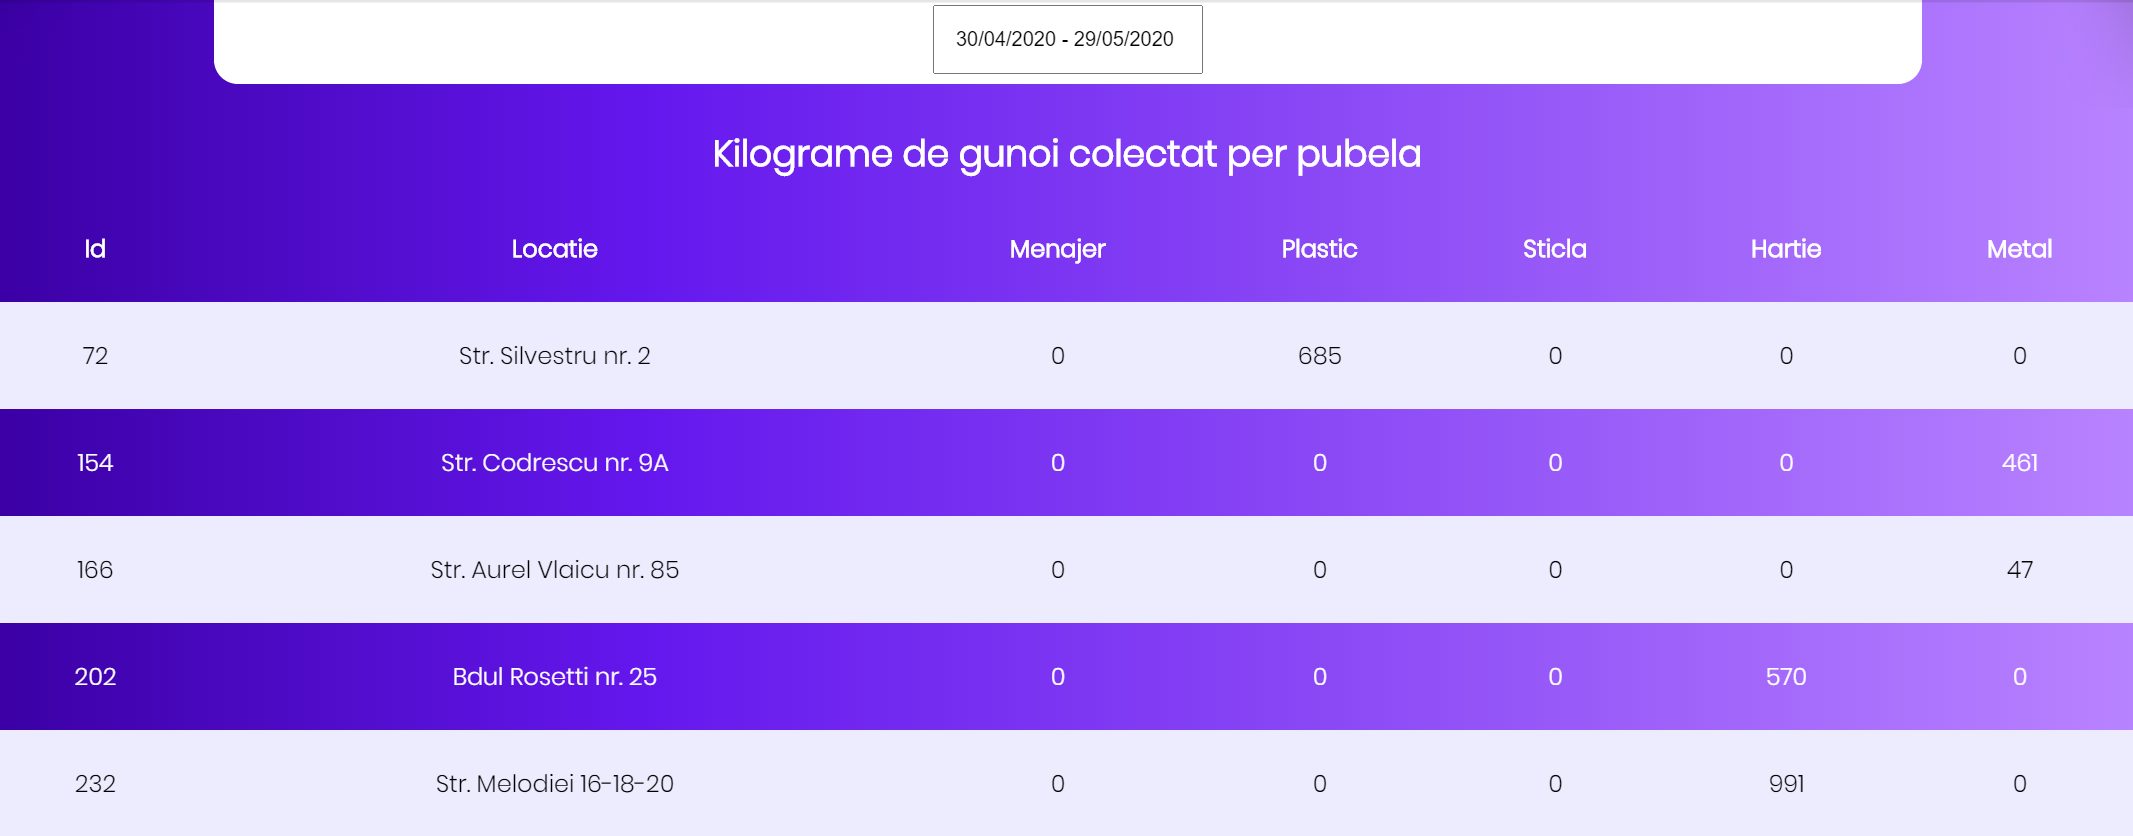 30/04/2020 - 29/05/2020
Kilograme de gunoi colectat per pubela
Id Locatie Menajer Plastic Sticla Hartie Metal
72 Str. Silvestru nr. 2 0 685 0 0 0
154 Str. Codrescu nr. 9A 0 0 0 0 461
166 Str. Aurel Vlaicu nr. 85 0 0 0 0 47
202 Bdul Rosetti nr. 25 0 0 0 570 0
232 Str. Melodiei 16-18-20 0 0 0 991 0